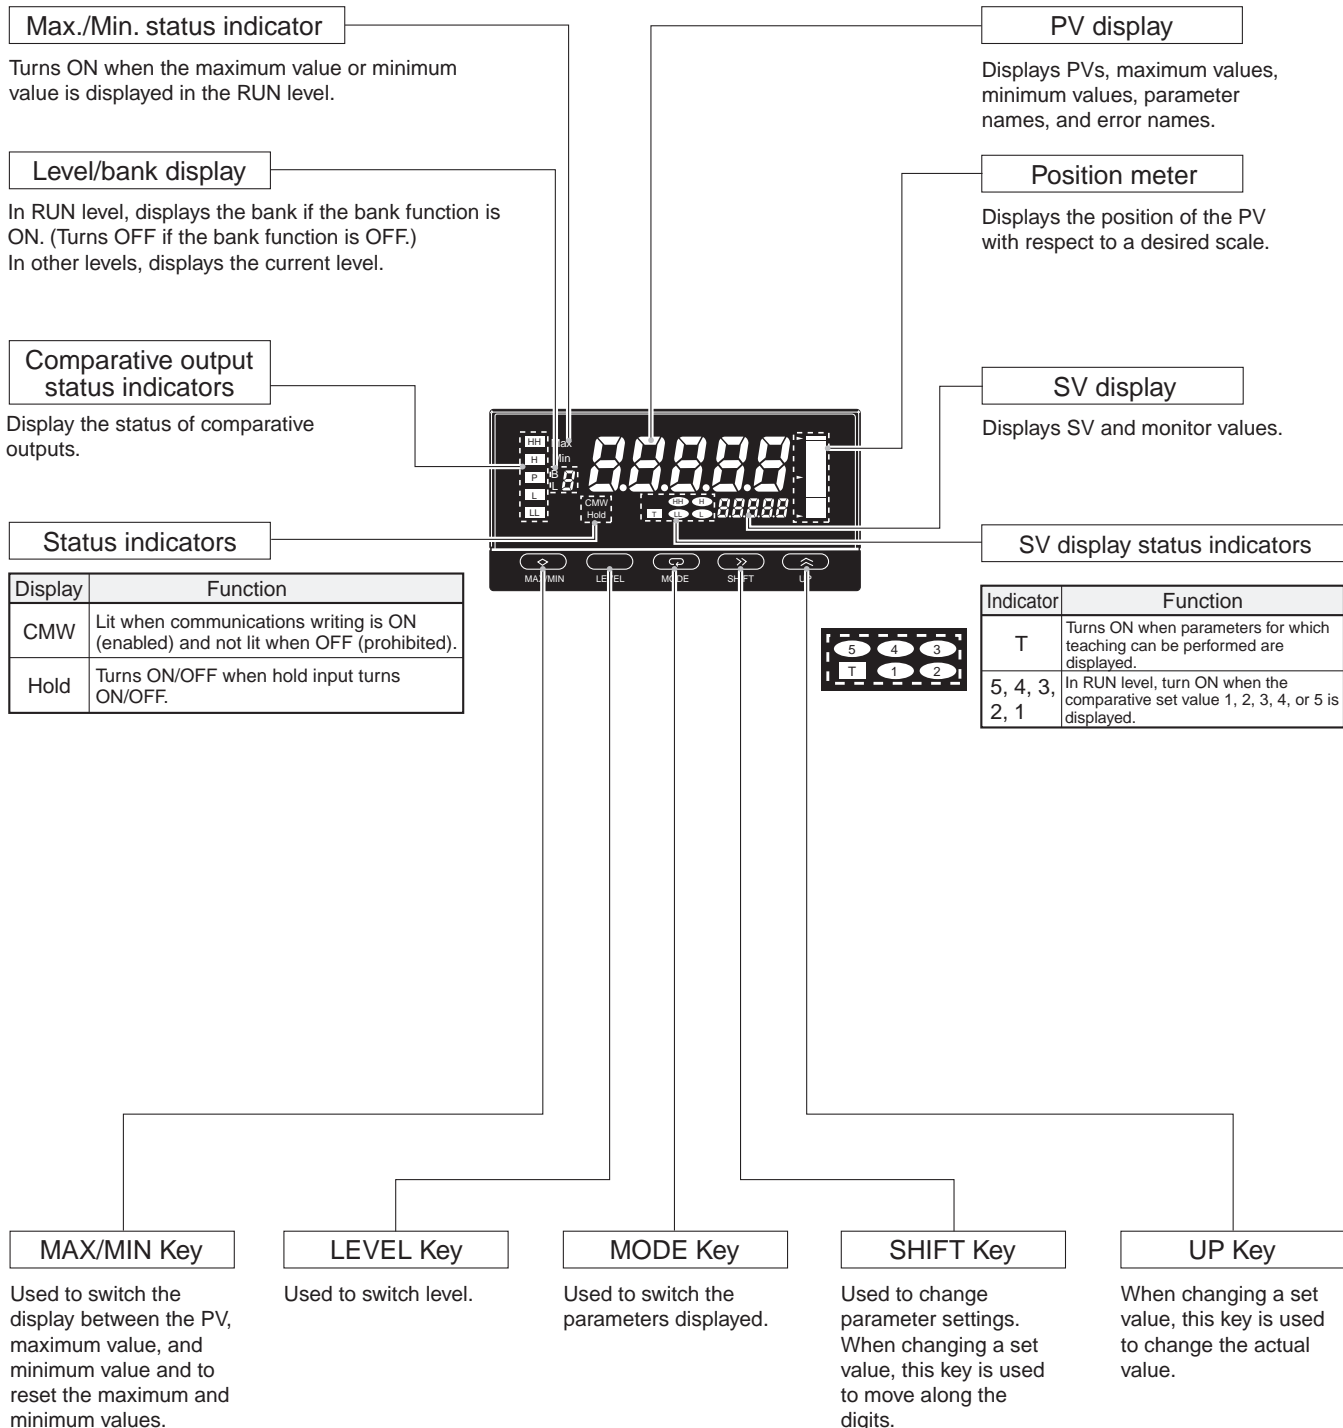 Max./Min. status indicator
Turns ON when the maximum value or minimum
value is displayed in the RUN level.
Level/bank display
In RUN level, displays the bank if the bank function is
ON. (Turns OFF if the bank function is OFF.)
In other levels, displays the current level.
Comparative output
status indicators
Display the status of comparative
outputs.
Status indicators
Display Function
CMW Lit when communications writing is ON
(enabled) and not lit when OFF (prohibited).
Hold Turns ON/OFF when hold input turns
ON/OFF.
PV display
Displays PVs, maximum values,
minimum values, parameter
names, and error names.
Position meter
Displays the position of the PV
with respect to a desired scale.
SV display
Displays SV and monitor values.
SV display status indicators
Indicator Function
T Turns ON when parameters for which
teaching can be performed are
displayed.
5, 4, 3,
2, 1
In RUN level, turn ON when the
comparative set value 1, 2, 3, 4, or 5 is
displayed.
HH Max
H Min
P B
L L 8
LL
88888
CMW
Hold
HH H
T LL L
88888
MAX/MIN LEVEL MODE SHIFT UP
5 4 3
T 1 2
MAX/MIN Key
Used to switch the
display between the PV,
maximum value, and
minimum value and to
reset the maximum and
minimum values.
LEVEL Key
Used to switch level.
MODE Key
Used to switch the
parameters displayed.
SHIFT Key
Used to change
parameter settings.
When changing a set
value, this key is used
to move along the
digits.
UP Key
When changing a set
value, this key is used
to change the actual
value.